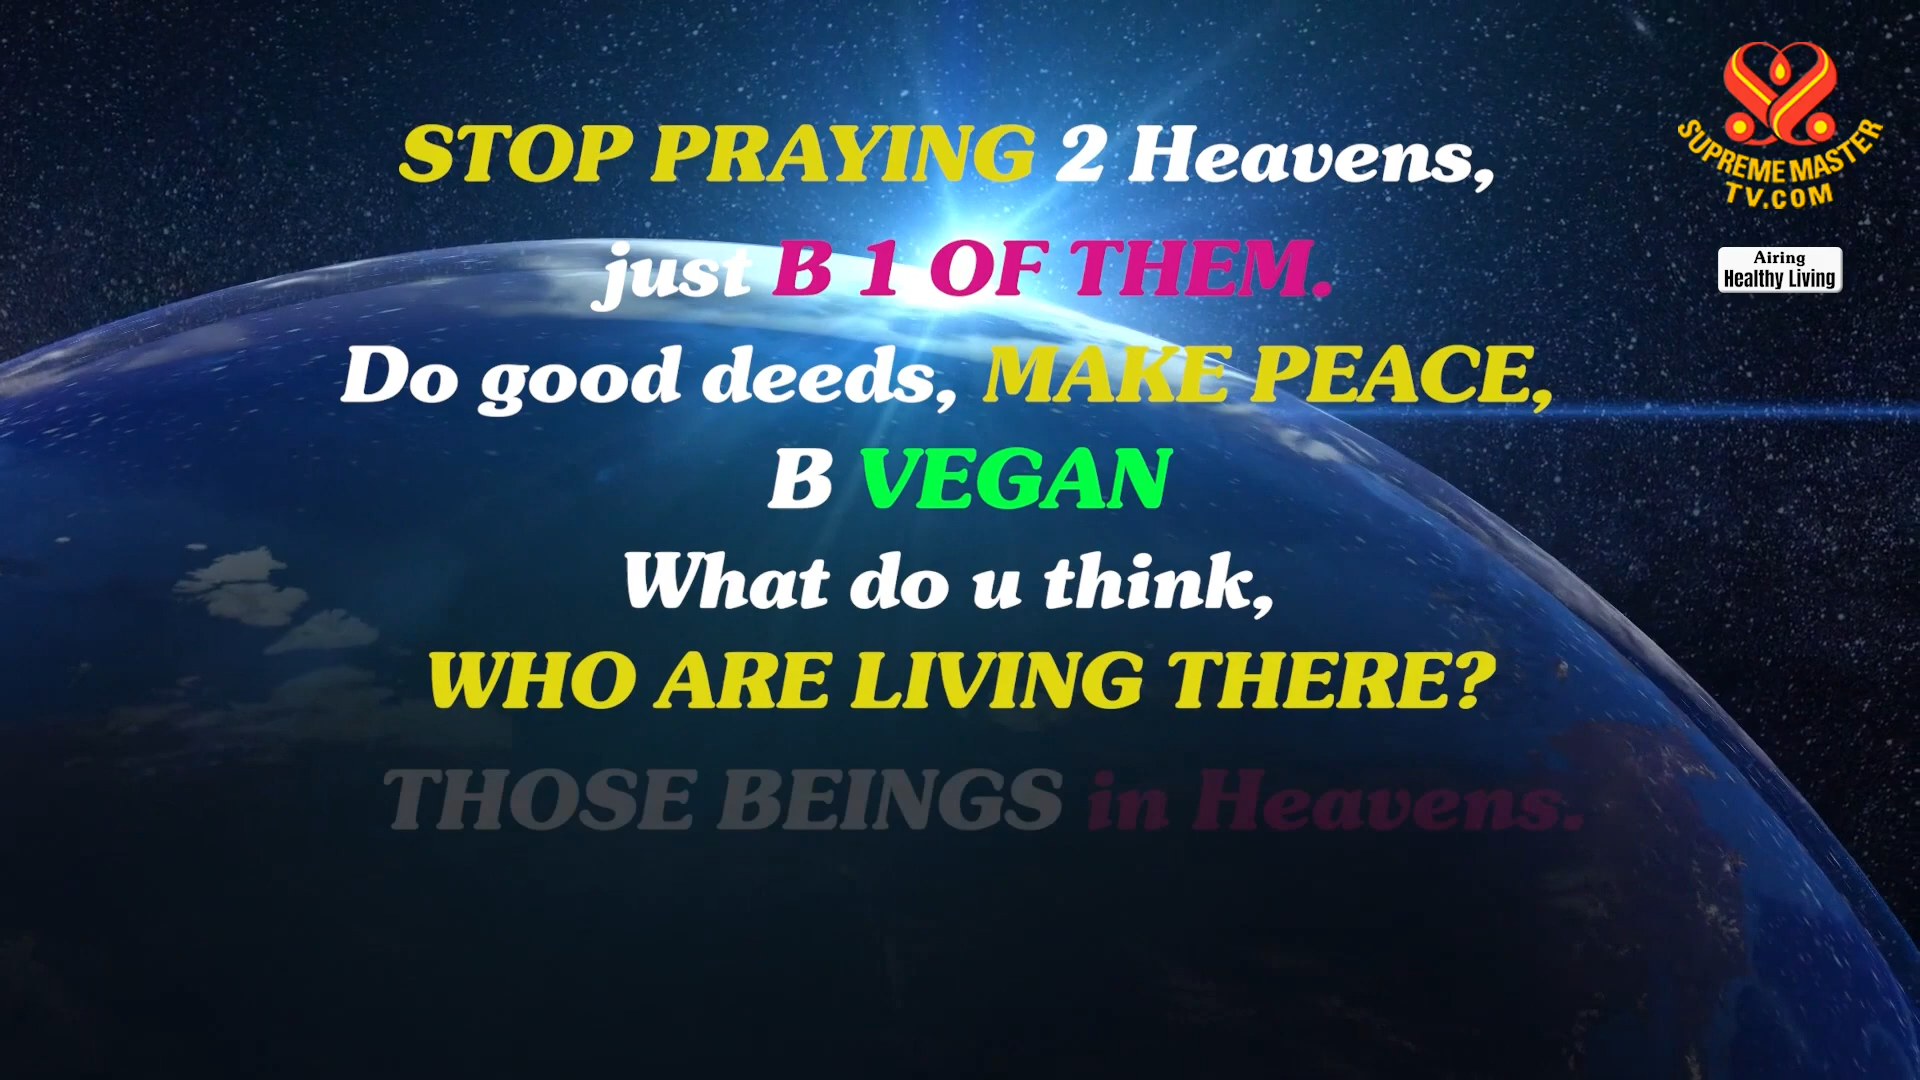 STOP PRAYING 2 Heavens,
just B 1 OF THEM.
Do good deeds, MAKE PEACE,
B VEGAN
What do u think,
WHO ARE LIVING THERE?
THOSE BEINGS in Heavens.
SUPREME MASTER
TV.COM
Airing
Healthy Living